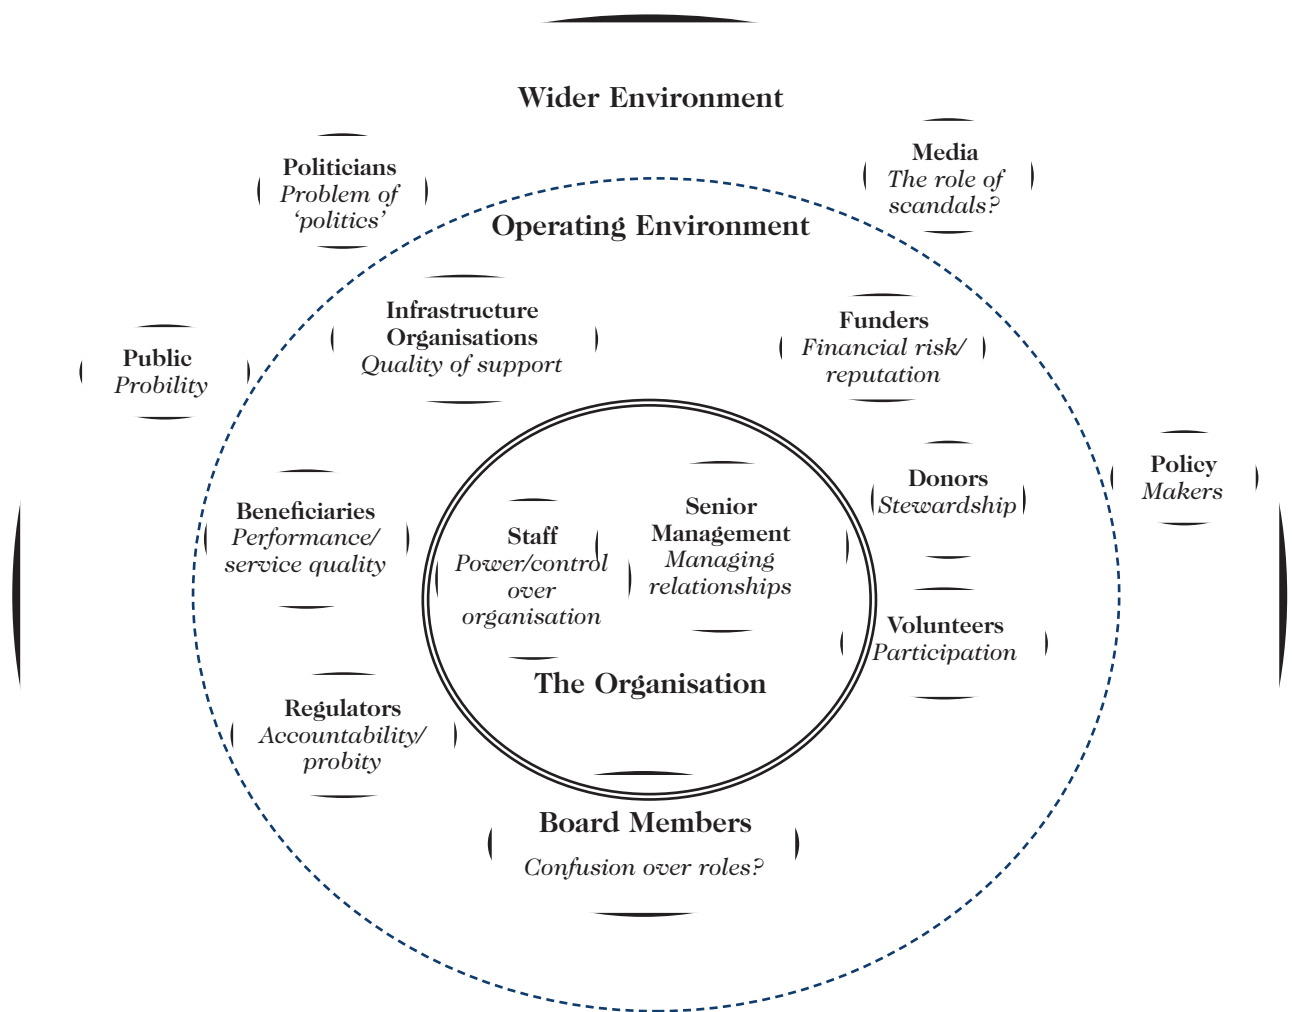 Wider Environment
Politicians
Problem of
‘politics’
Media
The role of
scandals?
Operating Environment
Infrastructure
Organisations
Quality of support
Funders
Financial risk/
reputation
Public
Probility
Donors
Stewardship
Policy
Makers
Beneficiaries
Performance/
service quality
Staff
Power/control
over
organisation
Senior
Management
Managing
relationships
Volunteers
Participation
The Organisation
Regulators
Accountability/
probity
Board Members
Confusion over roles?